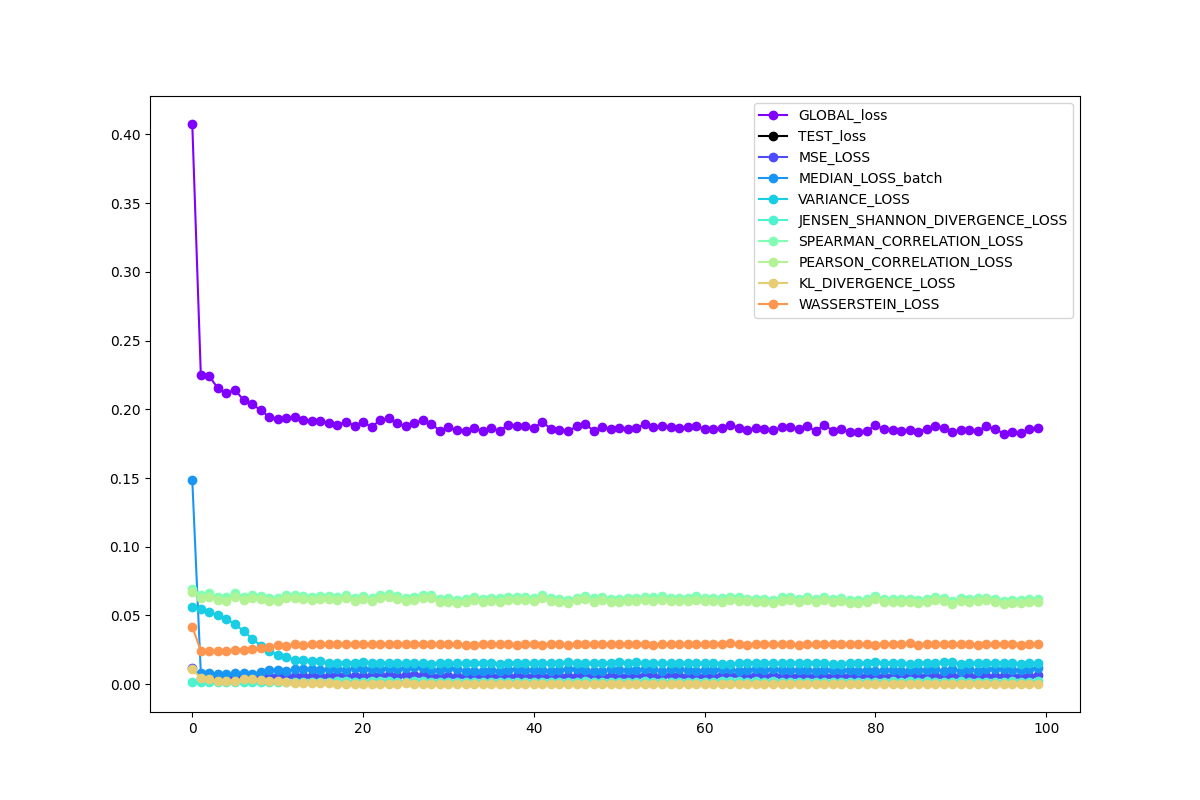 GLOBAL_loss
TEST_loss
MSE_LOSS
MEDIAN_LOSS_batch
VARIANCE_LOSS
JENSEN_SHANNON_DIVERGENCE_LOSS
SPEARMAN_CORRELATION_LOSS
PEARSON_CORRELATION_LOSS
KL_DIVERGENCE_LOSS
WASSERSTEIN_LOSS
0.40
0.35
0.30
0.25
0.20
0.15
0.10
0.05
0.00
0 20 40 60 80 100